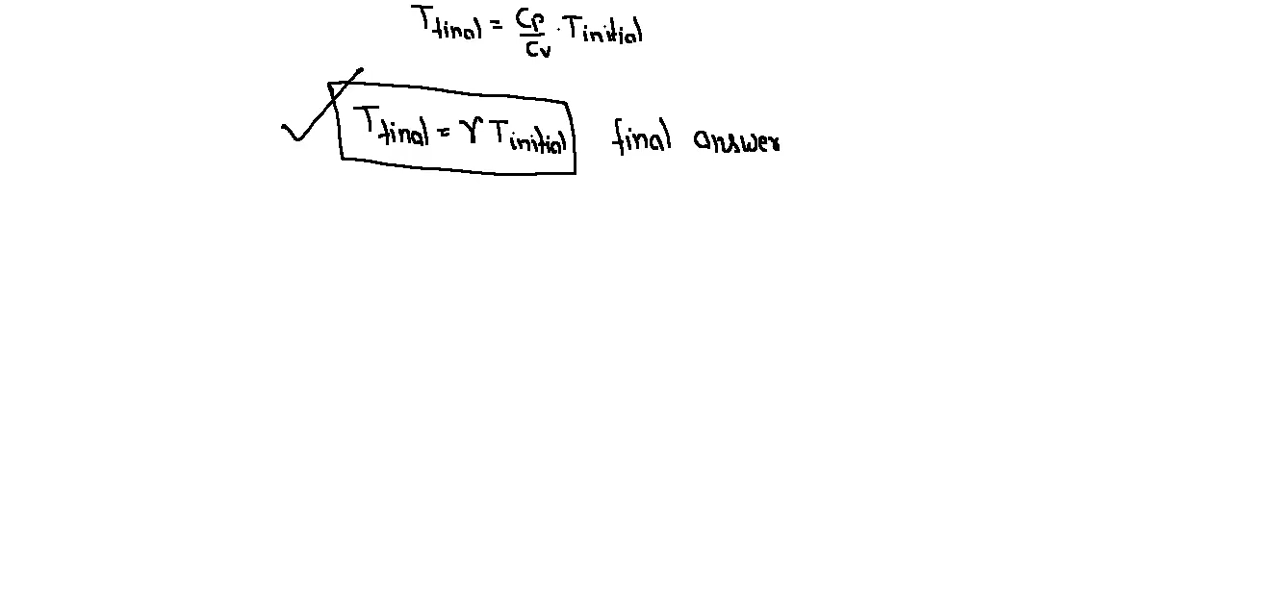 T_final = Cp/Cv · T_initial
T_final = γ T_initial final answer